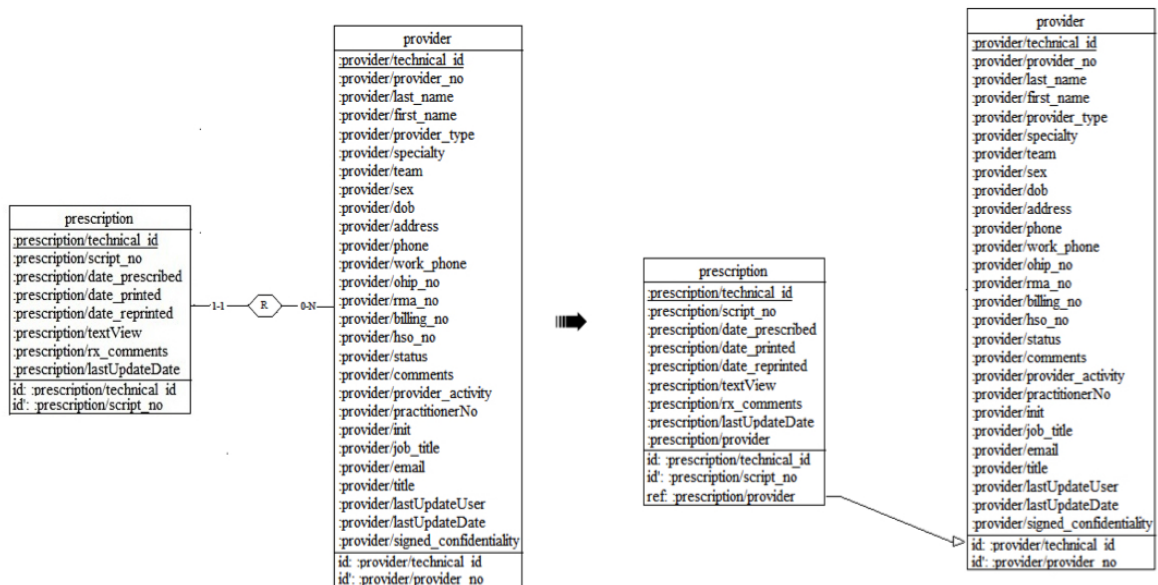 prescription
:prescription/technical_id
:prescription/script_no
:prescription/date_prescribed
:prescription/date_printed
:prescription/date_reprinted
:prescription/textView
:prescription/rx_comments
:prescription/lastUpdateDate
id: :prescription/technical_id
id': :prescription/script_no
1-1
R
0-N
provider
:provider/technical_id
:provider/provider_no
:provider/last_name
:provider/first_name
:provider/provider_type
:provider/specialty
:provider/team
:provider/sex
:provider/dob
:provider/address
:provider/phone
:provider/work_phone
:provider/ohip_no
:provider/rma_no
:provider/billing_no
:provider/hso_no
:provider/status
:provider/comments
:provider/provider_activity
:provider/practitionerNo
:provider/init
:provider/job_title
:provider/email
:provider/title
:provider/lastUpdateUser
:provider/lastUpdateDate
:provider/signed_confidentiality
id: :provider/technical_id
id': :provider/provider_no
prescription
:prescription/technical_id
:prescription/script_no
:prescription/date_prescribed
:prescription/date_printed
:prescription/date_reprinted
:prescription/textView
:prescription/rx_comments
:prescription/lastUpdateDate
:prescription/provider
id: :prescription/technical_id
id': :prescription/script_no
ref: :prescription/provider
provider
:provider/technical_id
:provider/provider_no
:provider/last_name
:provider/first_name
:provider/provider_type
:provider/specialty
:provider/team
:provider/sex
:provider/dob
:provider/address
:provider/phone
:provider/work_phone
:provider/ohip_no
:provider/rma_no
:provider/billing_no
:provider/hso_no
:provider/status
:provider/comments
:provider/provider_activity
:provider/practitionerNo
:provider/init
:provider/job_title
:provider/email
:provider/title
:provider/lastUpdateUser
:provider/lastUpdateDate
:provider/signed_confidentiality
id: :provider/technical_id
id': :provider/provider_no